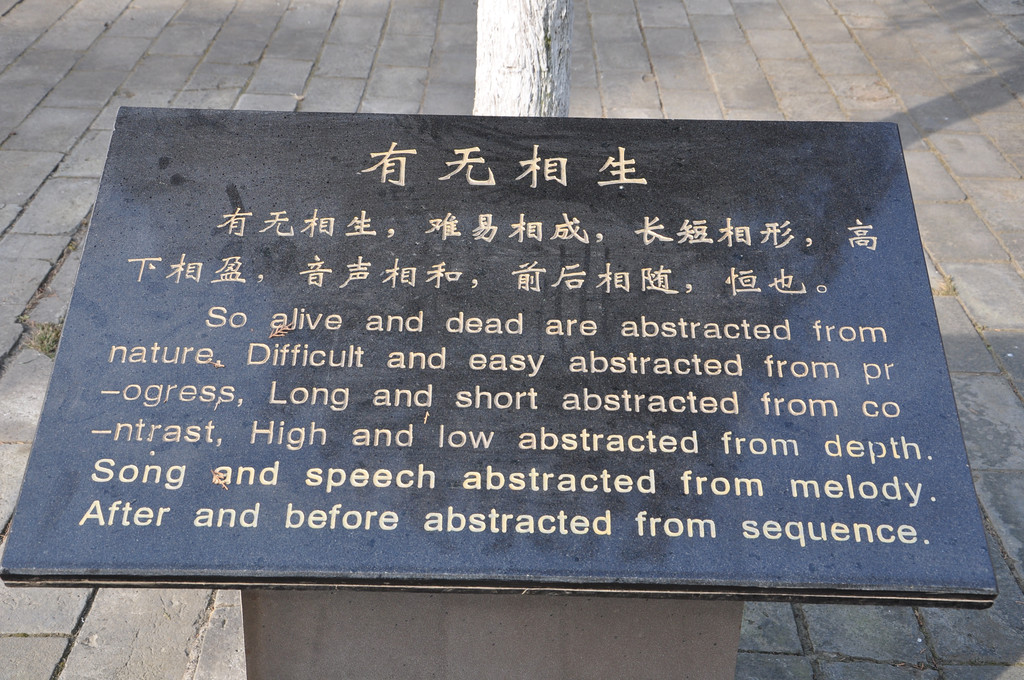 有无相生
有无相生，难易相成，长短相形，高
下相盈，音声相和，前后相随，恒也。
So alive and dead are abstracted from
nature, Difficult and easy abstracted from pr
-ogress, Long and short abstracted from co
-ntrast, High and low abstracted from depth.
Song and speech abstracted from melody.
After and before abstracted from sequence.